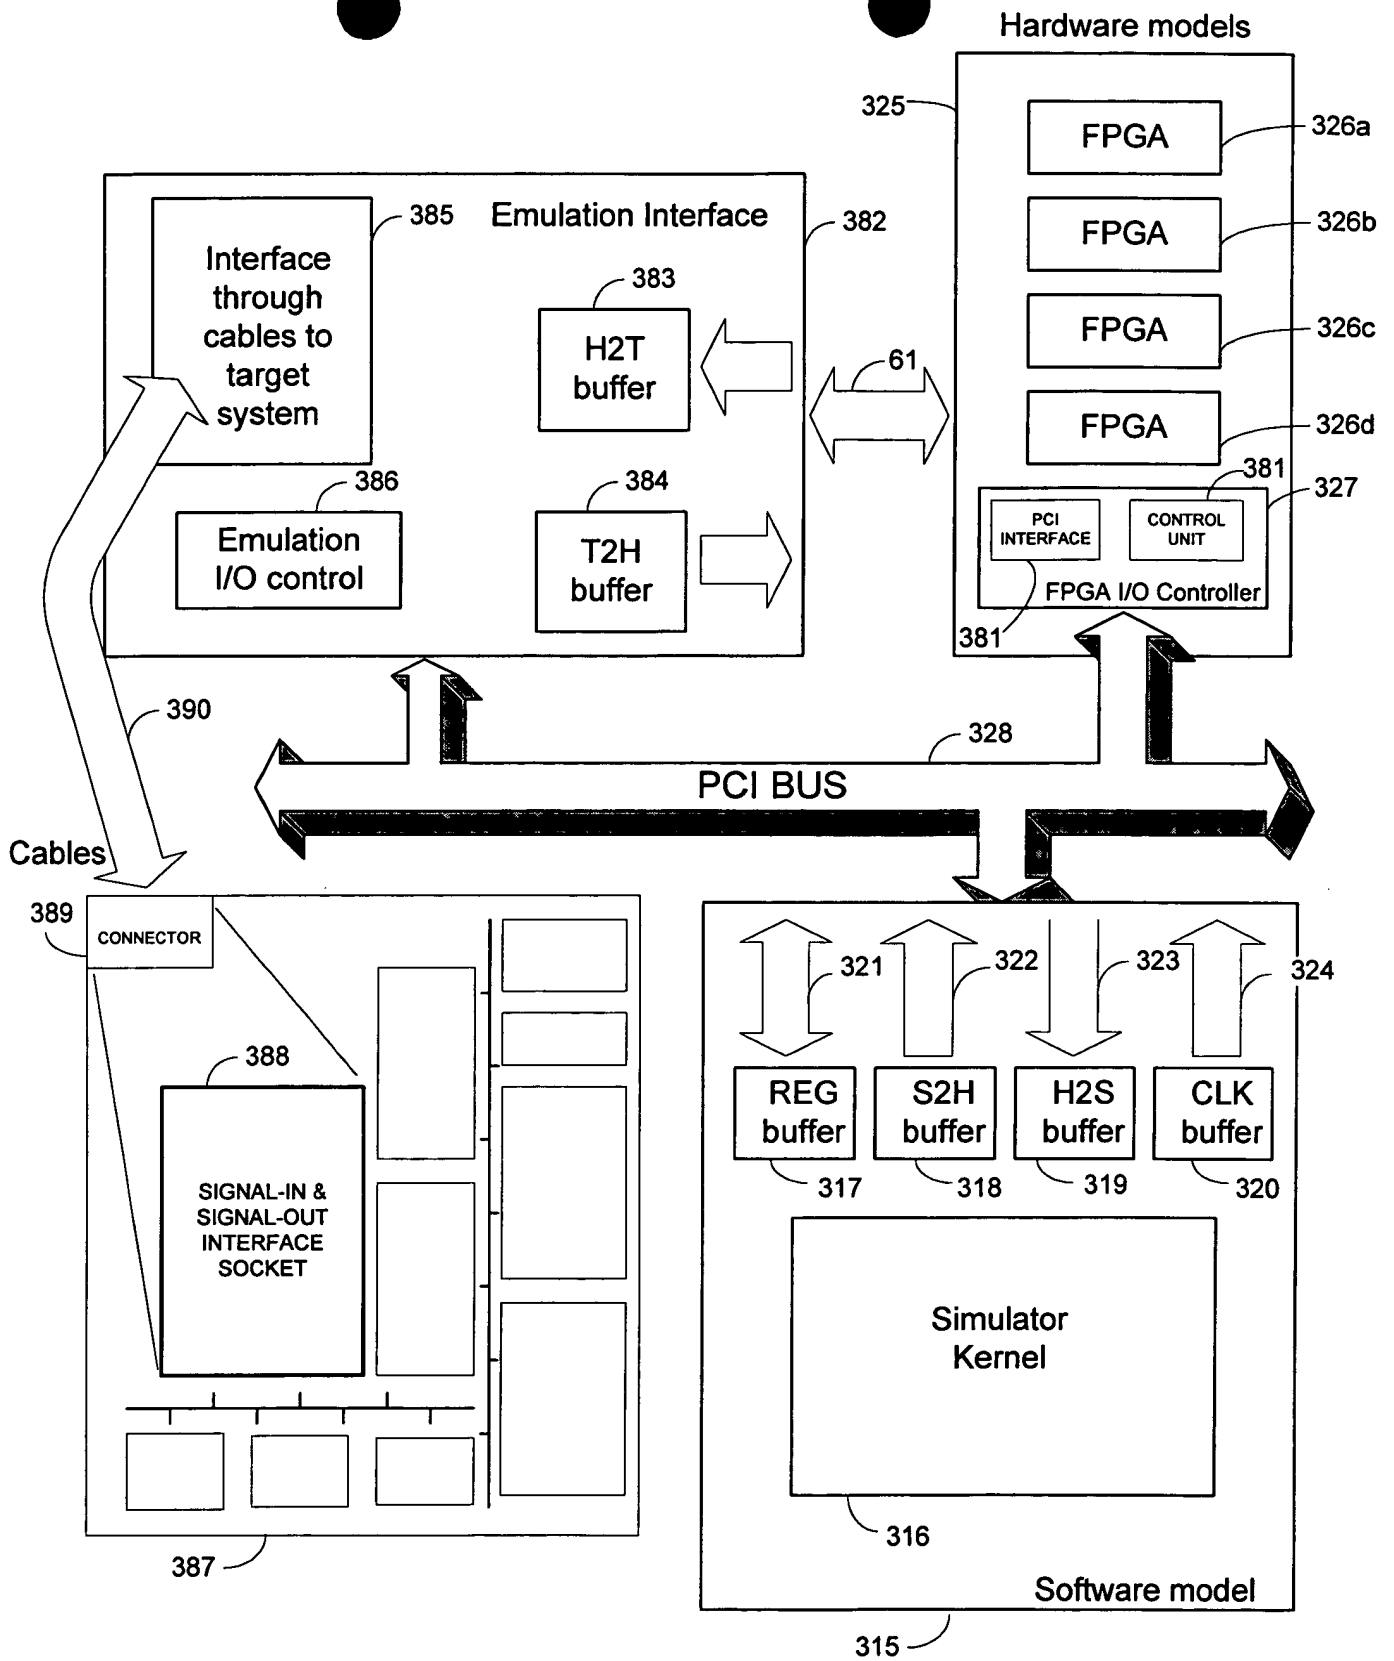 Hardware models
325
FPGA
326a
FPGA
326b
FPGA
326c
FPGA
326d
381
327
PCI
INTERFACE
CONTROL
UNIT
FPGA I/O Controller
381
385
Emulation Interface
382
Interface
through
cables to
target
system
383
H2T
buffer
61
386
384
Emulation
I/O control
T2H
buffer
390
328
PCI BUS
Cables
389
CONNECTOR
388
SIGNAL-IN &
SIGNAL-OUT
INTERFACE
SOCKET
387
321
322
323
324
REG
buffer
S2H
buffer
H2S
buffer
CLK
buffer
317
318
319
320
Simulator
Kernel
316
Software model
315